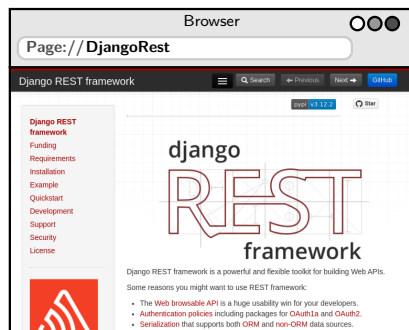 Browser
Page://DjangoRest
Django REST framework
Search
Previous
Next
GitHub
pypi v3.12.2
Star
Django REST
framework
Funding
Requirements
Installation
Example
Quickstart
Development
Support
Security
License
django
REST
framework
Django REST framework is a powerful and flexible toolkit for building Web APIs.
Some reasons you might want to use REST framework:
• The Web browsable API is a huge usability win for your developers.
• Authentication policies including packages for OAuth1a and OAuth2.
• Serialization that supports both ORM and non-ORM data sources.